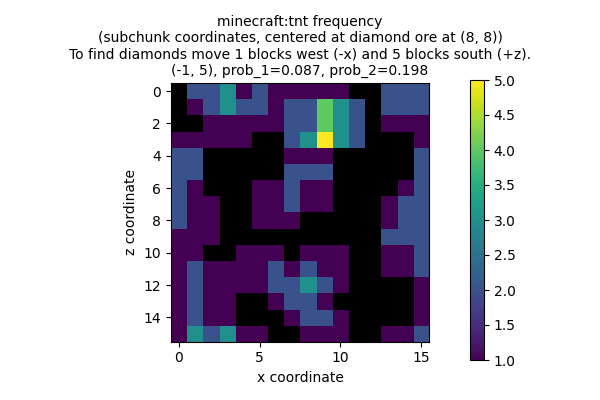 minecraft:tnt frequency
(subchunk coordinates, centered at diamond ore at (8, 8))
To find diamonds move 1 blocks west (-x) and 5 blocks south (+z).
(-1, 5), prob_1=0.087, prob_2=0.198
0
2
4
6
8
10
12
14
z coordinate
0 5 10 15
x coordinate
5.0
4.5
4.0
3.5
3.0
2.5
2.0
1.5
1.0